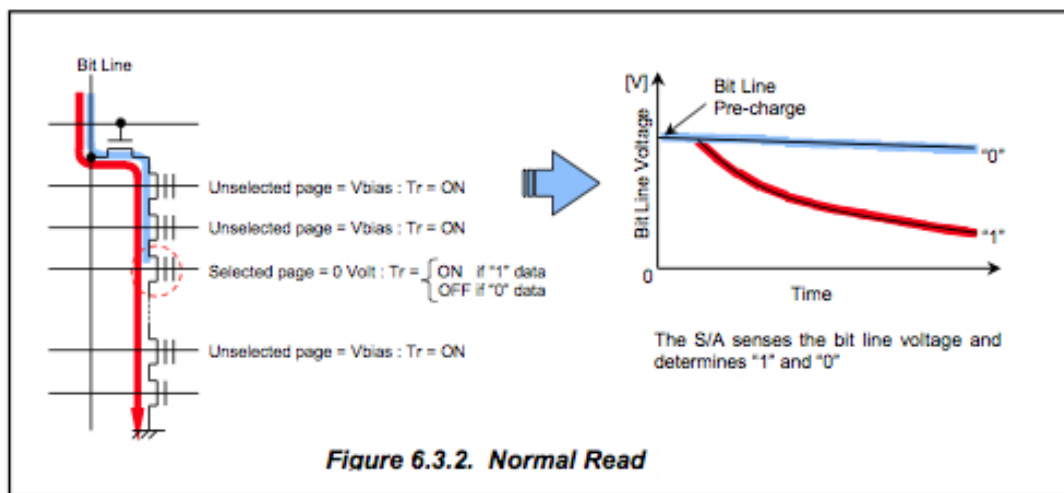 Bit Line
Unselected page = Vbias : Tr = ON
Unselected page = Vbias : Tr = ON
Selected page = 0 Volt : Tr = { ON if "1" data
OFF if "0" data
Unselected page = Vbias : Tr = ON
[V]
Bit Line
Pre-charge
Bit Line Voltage
"0"
"1"
0
Time
The S/A senses the bit line voltage and
determines "1" and "0"
Figure 6.3.2. Normal Read